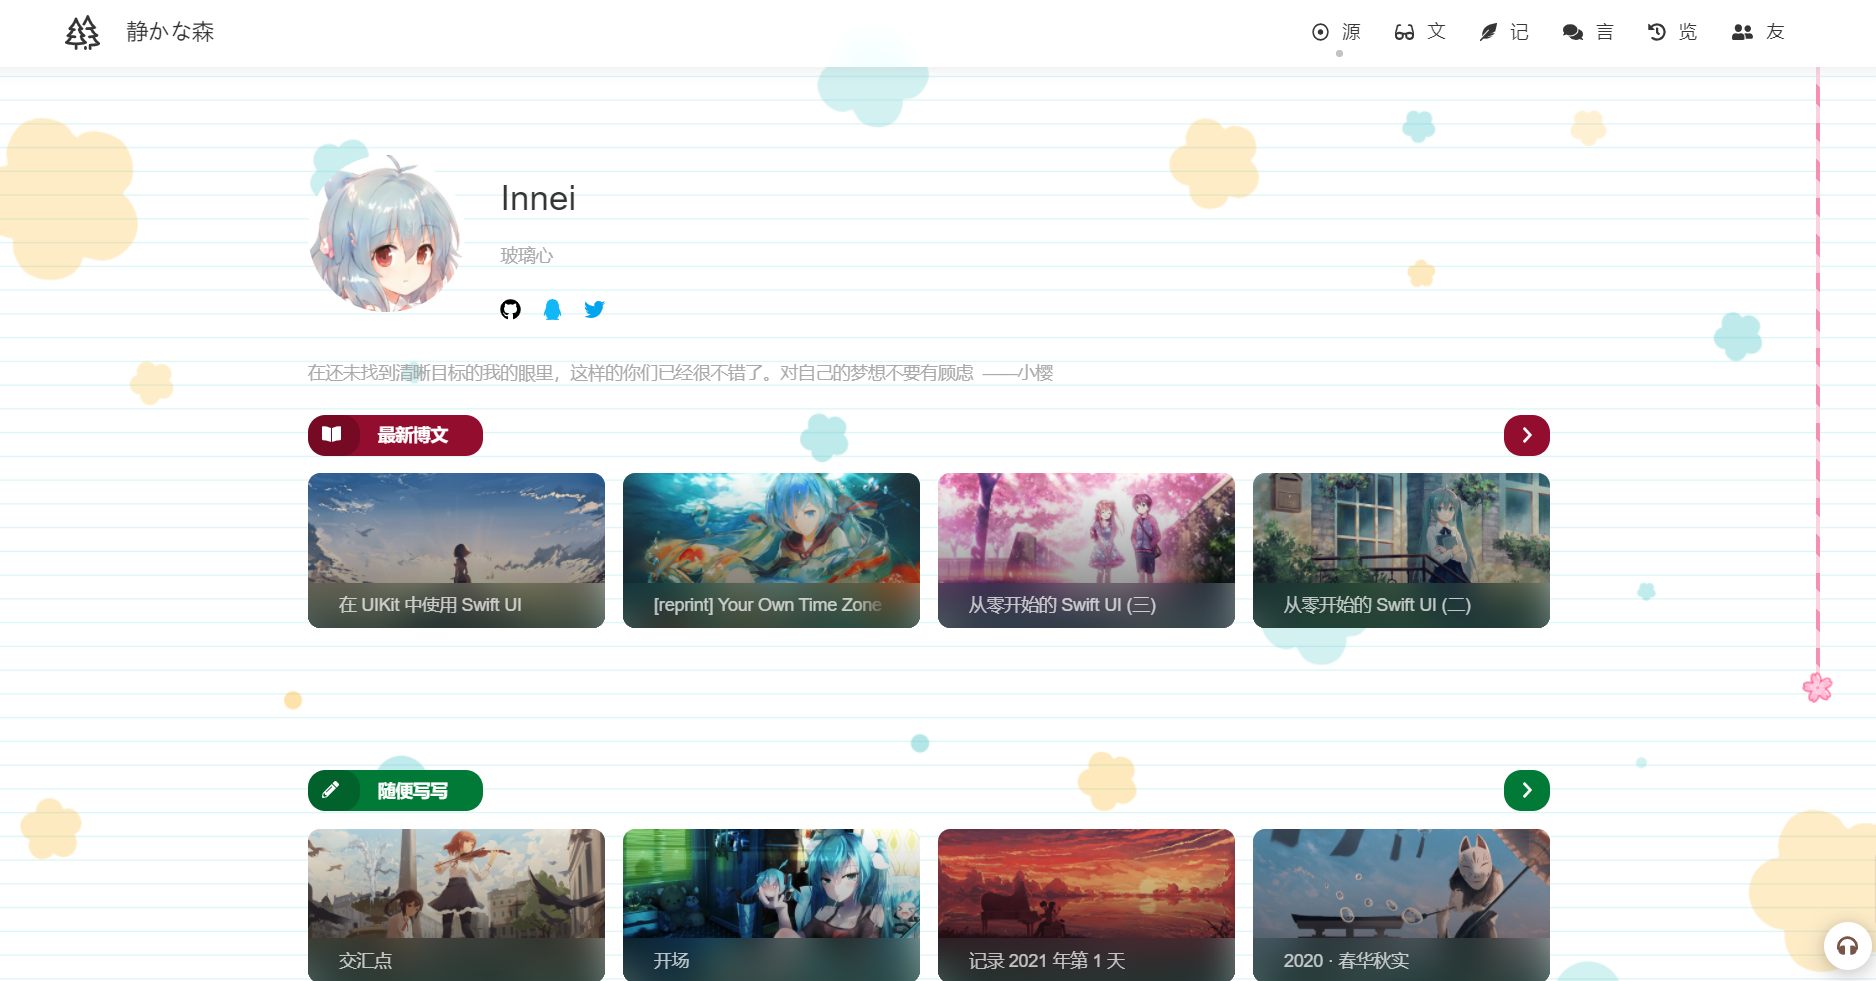 静かな森
源 文 记 言 览 友
Innei
玻璃心
在还未找到清晰目标的我的眼里，这样的你们已经很不错了。对自己的梦想不要有顾虑 ——小樱
最新博文
在 UIKit 中使用 Swift UI
[reprint] Your Own Time Zone
从零开始的 Swift UI (三)
从零开始的 Swift UI (二)
随便写写
交汇点
开场
记录 2021 年第 1 天
2020 · 春华秋实